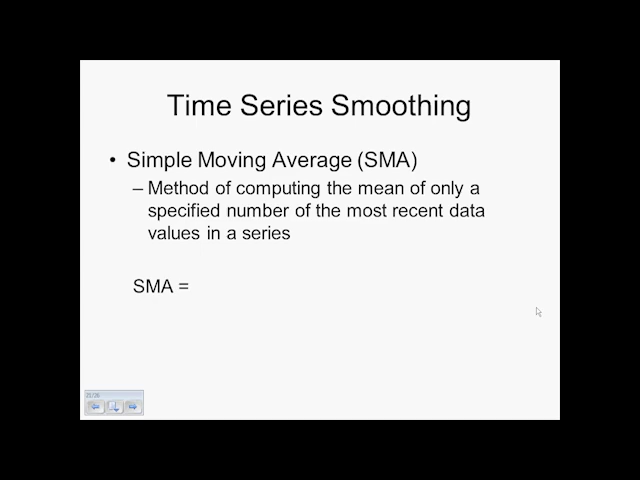 Time Series Smoothing
• Simple Moving Average (SMA)
– Method of computing the mean of only a
specified number of the most recent data
values in a series
SMA =